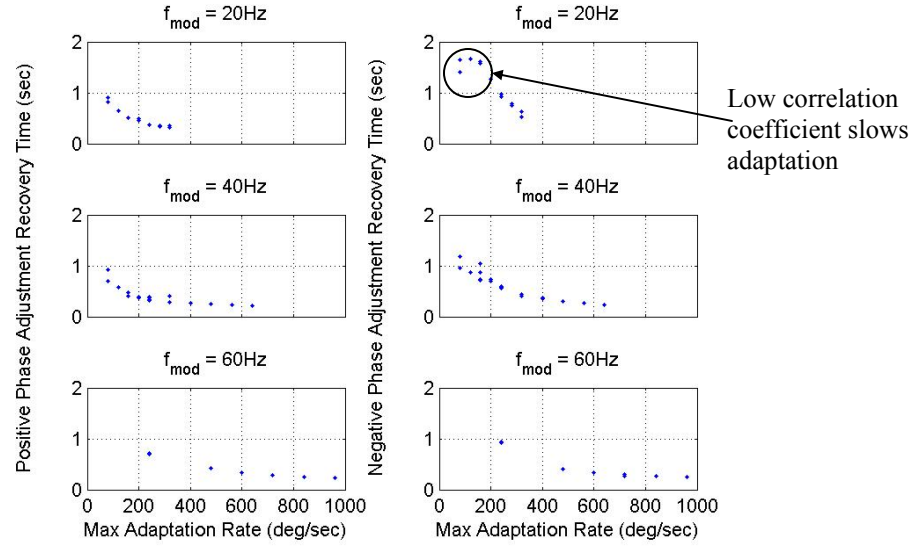 f_mod = 20Hz
f_mod = 20Hz
2
1
0
2
1
0
Low correlation
coefficient slows
adaptation
f_mod = 40Hz
f_mod = 40Hz
2
1
0
2
1
0
f_mod = 60Hz
f_mod = 60Hz
2
1
0
2
1
0
0 200 400 600 800 1000
0 200 400 600 800 1000
Max Adaptation Rate (deg/sec)
Max Adaptation Rate (deg/sec)
Positive Phase Adjustment Recovery Time (sec)
Negative Phase Adjustment Recovery Time (sec)